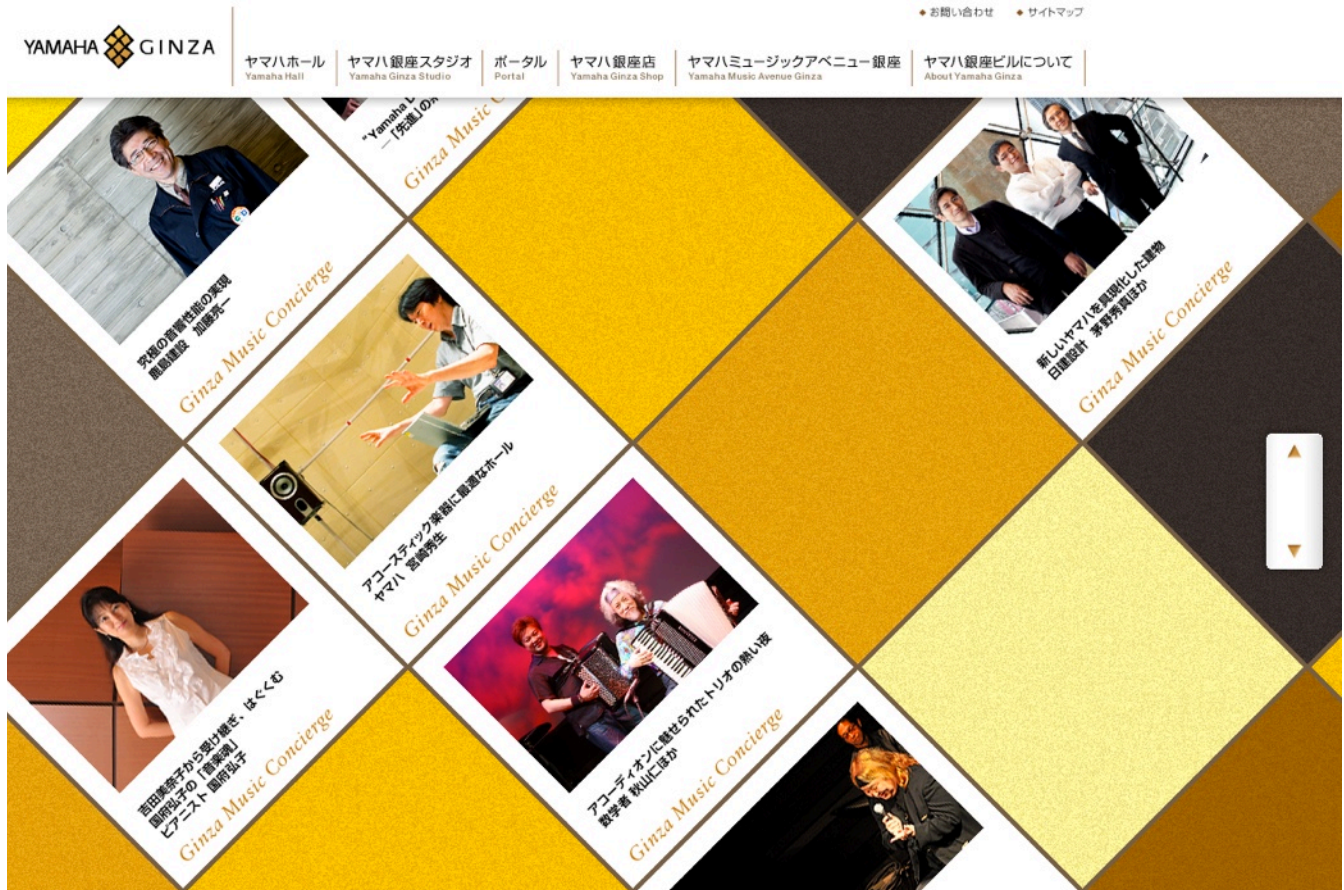 お問い合わせ
サイトマップ
YAMAHA GINZA
ヤマハホール
Yamaha Hall
ヤマハ銀座スタジオ
Yamaha Ginza Studio
ポータル
Portal
ヤマハ銀座店
Yamaha Ginza Shop
ヤマハミュージックアベニュー銀座
Yamaha Music Avenue Ginza
ヤマハ銀座ビルについて
About Yamaha Ginza
"Yamaha
―「先進」の
Ginza Music
究極の音響性能の実現
鹿島建設 加藤亮一
Ginza Music Concierge
新しいヤマハを具現化した建物
日建設計 茅野秀真ほか
Ginza Music Concierge
アコースティック楽器に最適なホール
ヤマハ 宮崎秀生
Ginza Music Concierge
吉田美奈子から受け継ぎ、はぐくむ
国府弘子の「音楽魂」
ピアニスト 国府弘子
Ginza Music Concierge
アコーディオンに魅せられたトリオの熱い夜
数学者 秋山仁ほか
Ginza Music Concierge